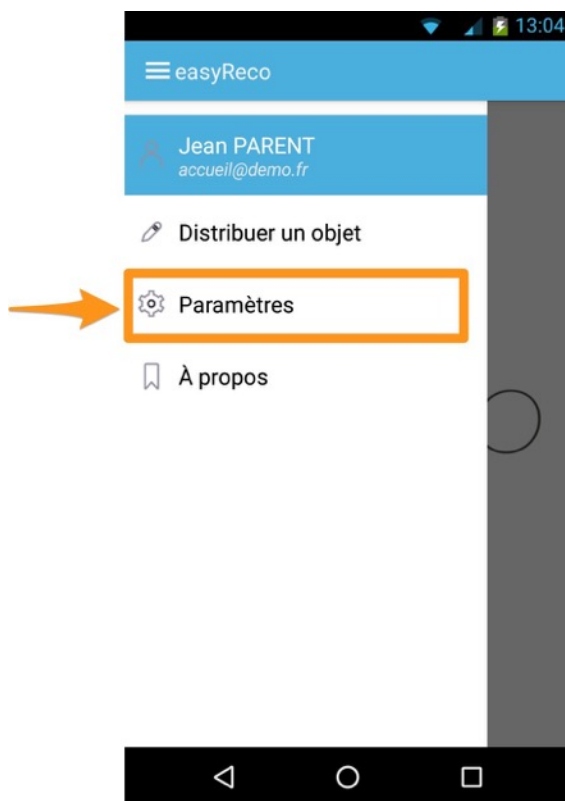 13:04
easyReco
Jean PARENT
accueil@demo.fr
Distribuer un objet
Paramètres
À propos